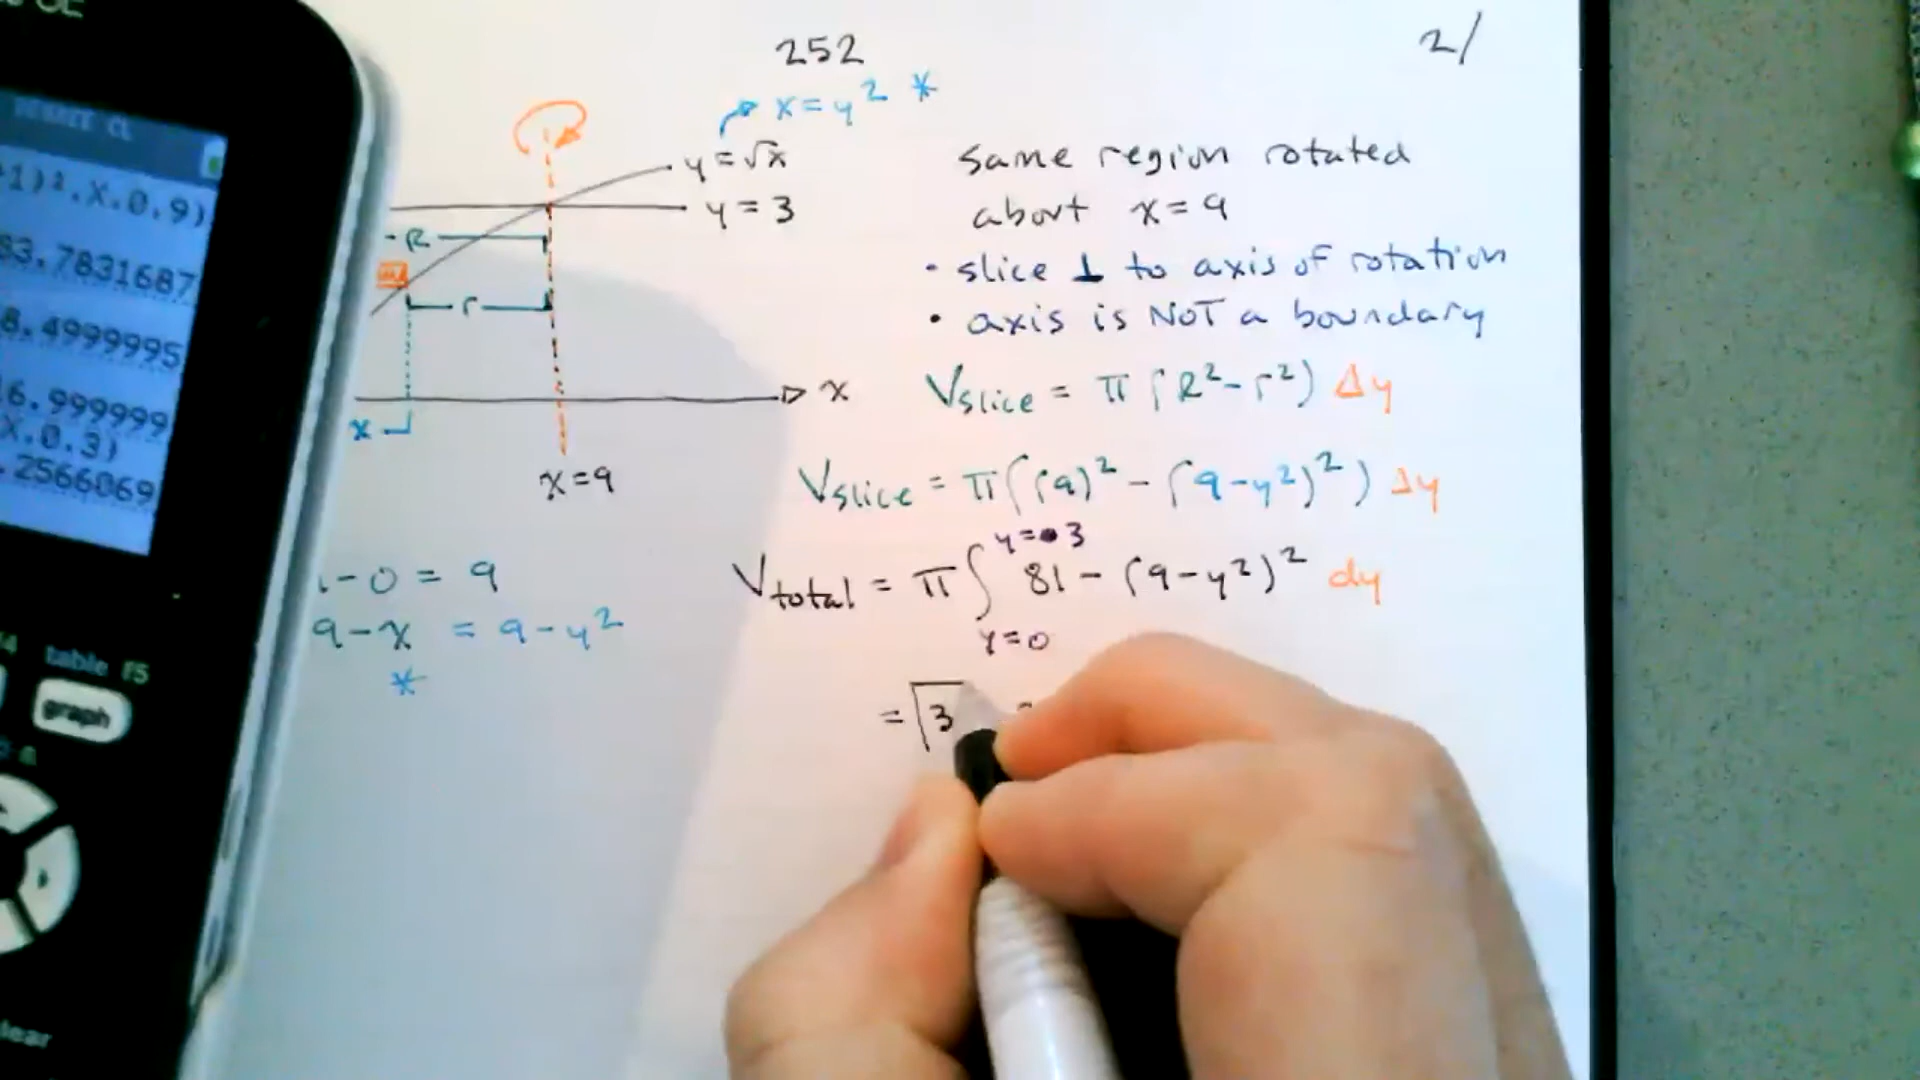 252
2/
x = y² *
y = √x
y = 3
same region rotated
about x = 9
• slice ⊥ to axis of rotation
• axis is NOT a boundary
R
r
x
x
x = 9
Vslice = π (R² - r²) Δy
Vslice = π((9)² - (9-y²)²) Δy
y = 3
Vtotal = π∫ 81 - (9-y²)² dy
y = 0
= 3
- 0 = 9
9 - x = 9 - y²
*
1)².X.0.9)
83.7831687
8.4999995
6.999999
X.0.3)
.2566069
table f5
graph